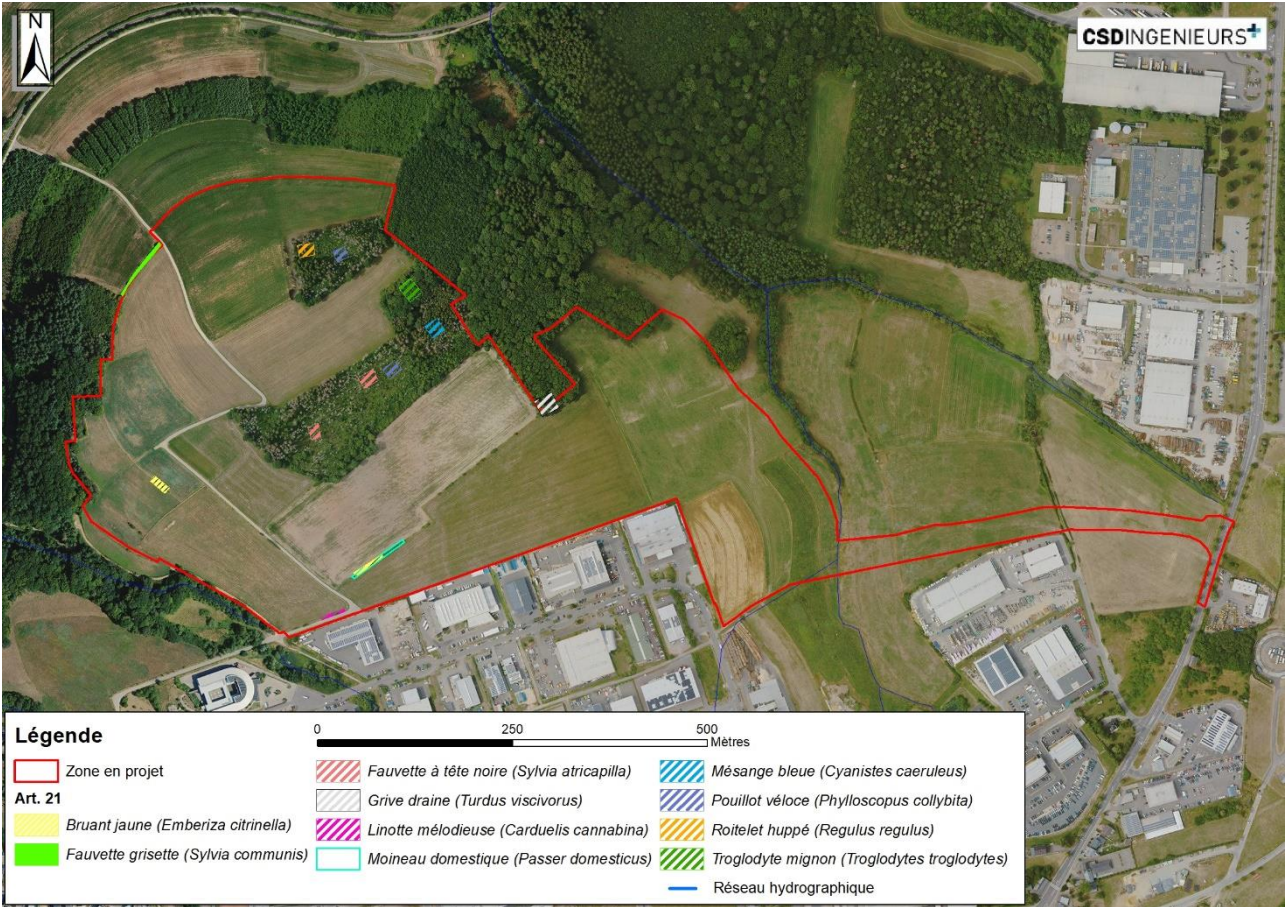 N
CSDINGENIEURS+
Légende
0 250 500
Mètres
Zone en projet
Art. 21
Bruant jaune (Emberiza citrinella)
Fauvette grisette (Sylvia communis)
Fauvette à tête noire (Sylvia atricapilla)
Grive draine (Turdus viscivorus)
Linotte mélodieuse (Carduelis cannabina)
Moineau domestique (Passer domesticus)
Mésange bleue (Cyanistes caeruleus)
Pouillot véloce (Phylloscopus collybita)
Roitelet huppé (Regulus regulus)
Troglodyte mignon (Troglodytes troglodytes)
Réseau hydrographique